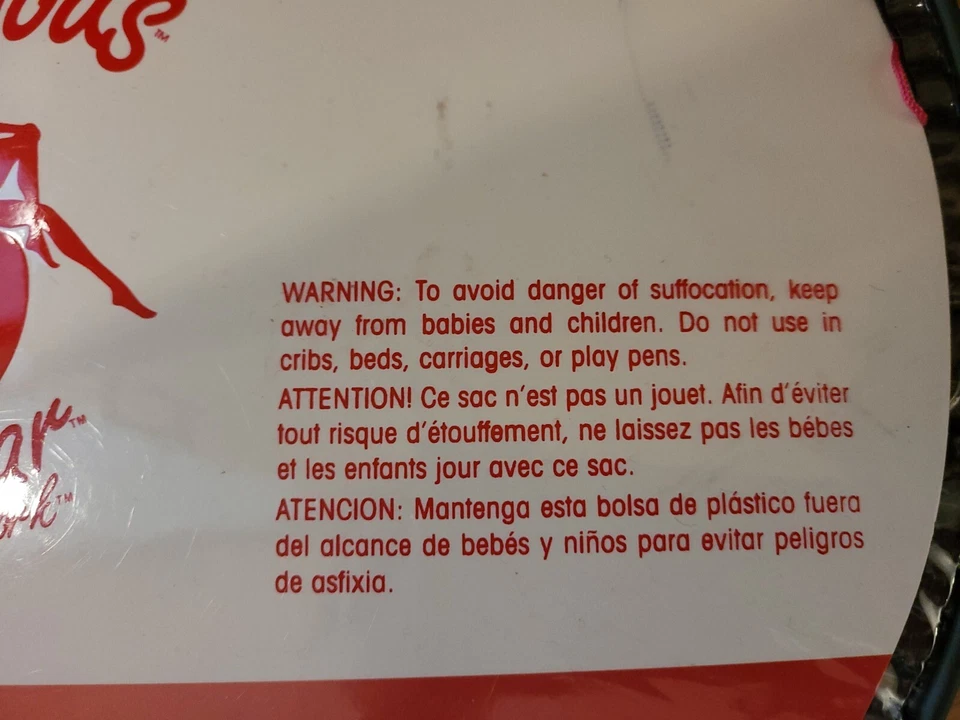 WARNING: To avoid danger of suffocation, keep
away from babies and children. Do not use in
cribs, beds, carriages, or play pens.
ATTENTION! Ce sac n'est pas un jouet. Afin d'éviter
tout risque d'étouffement, ne laissez pas les bébes
et les enfants jour avec ce sac.
ATENCION: Mantenga esta bolsa de plástico fuera
del alcance de bebés y niños para evitar peligros
de asfixia.